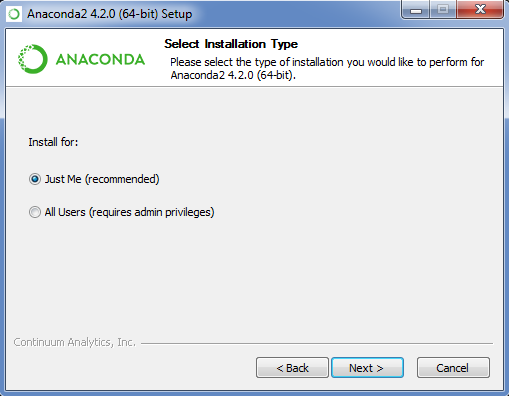 Anaconda2 4.2.0 (64-bit) Setup
ANACONDA
Select Installation Type
Please select the type of installation you would like to perform for
Anaconda2 4.2.0 (64-bit).
Install for:
Just Me (recommended)
All Users (requires admin privileges)
Continuum Analytics, Inc.
< Back
Next >
Cancel